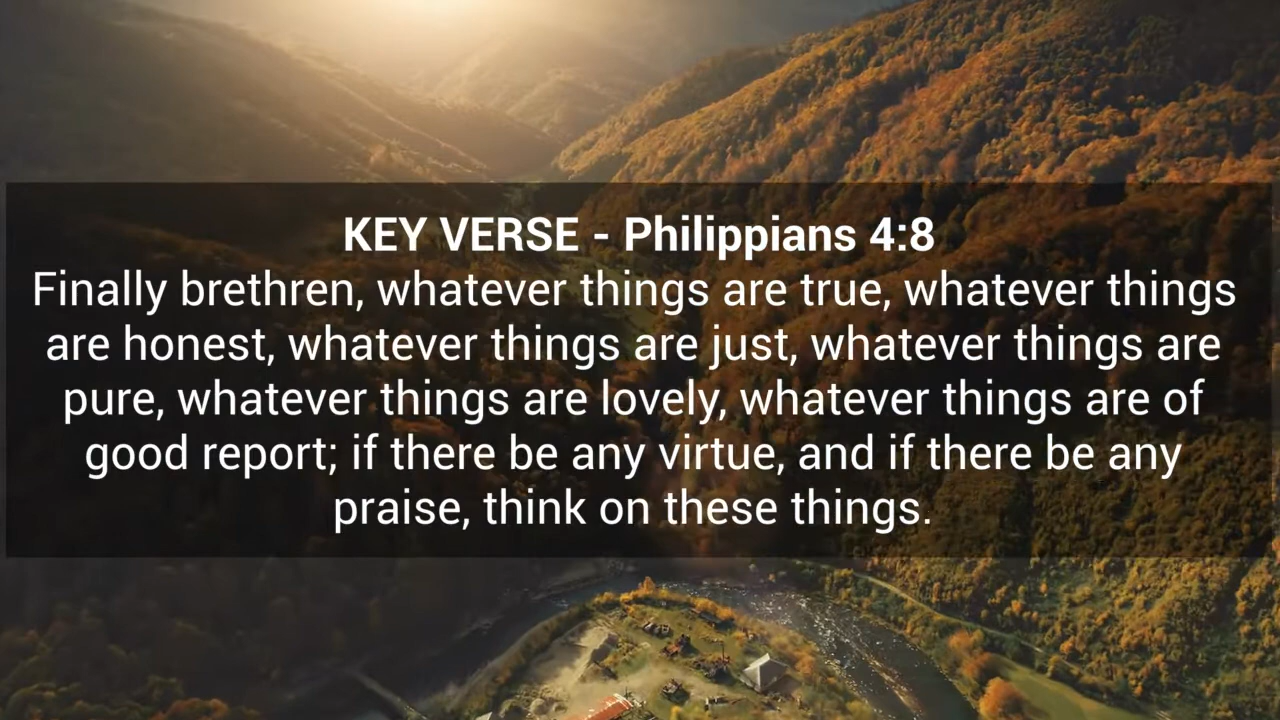 KEY VERSE - Philippians 4:8
Finally brethren, whatever things are true, whatever things
are honest, whatever things are just, whatever things are
pure, whatever things are lovely, whatever things are of
good report; if there be any virtue, and if there be any
praise, think on these things.